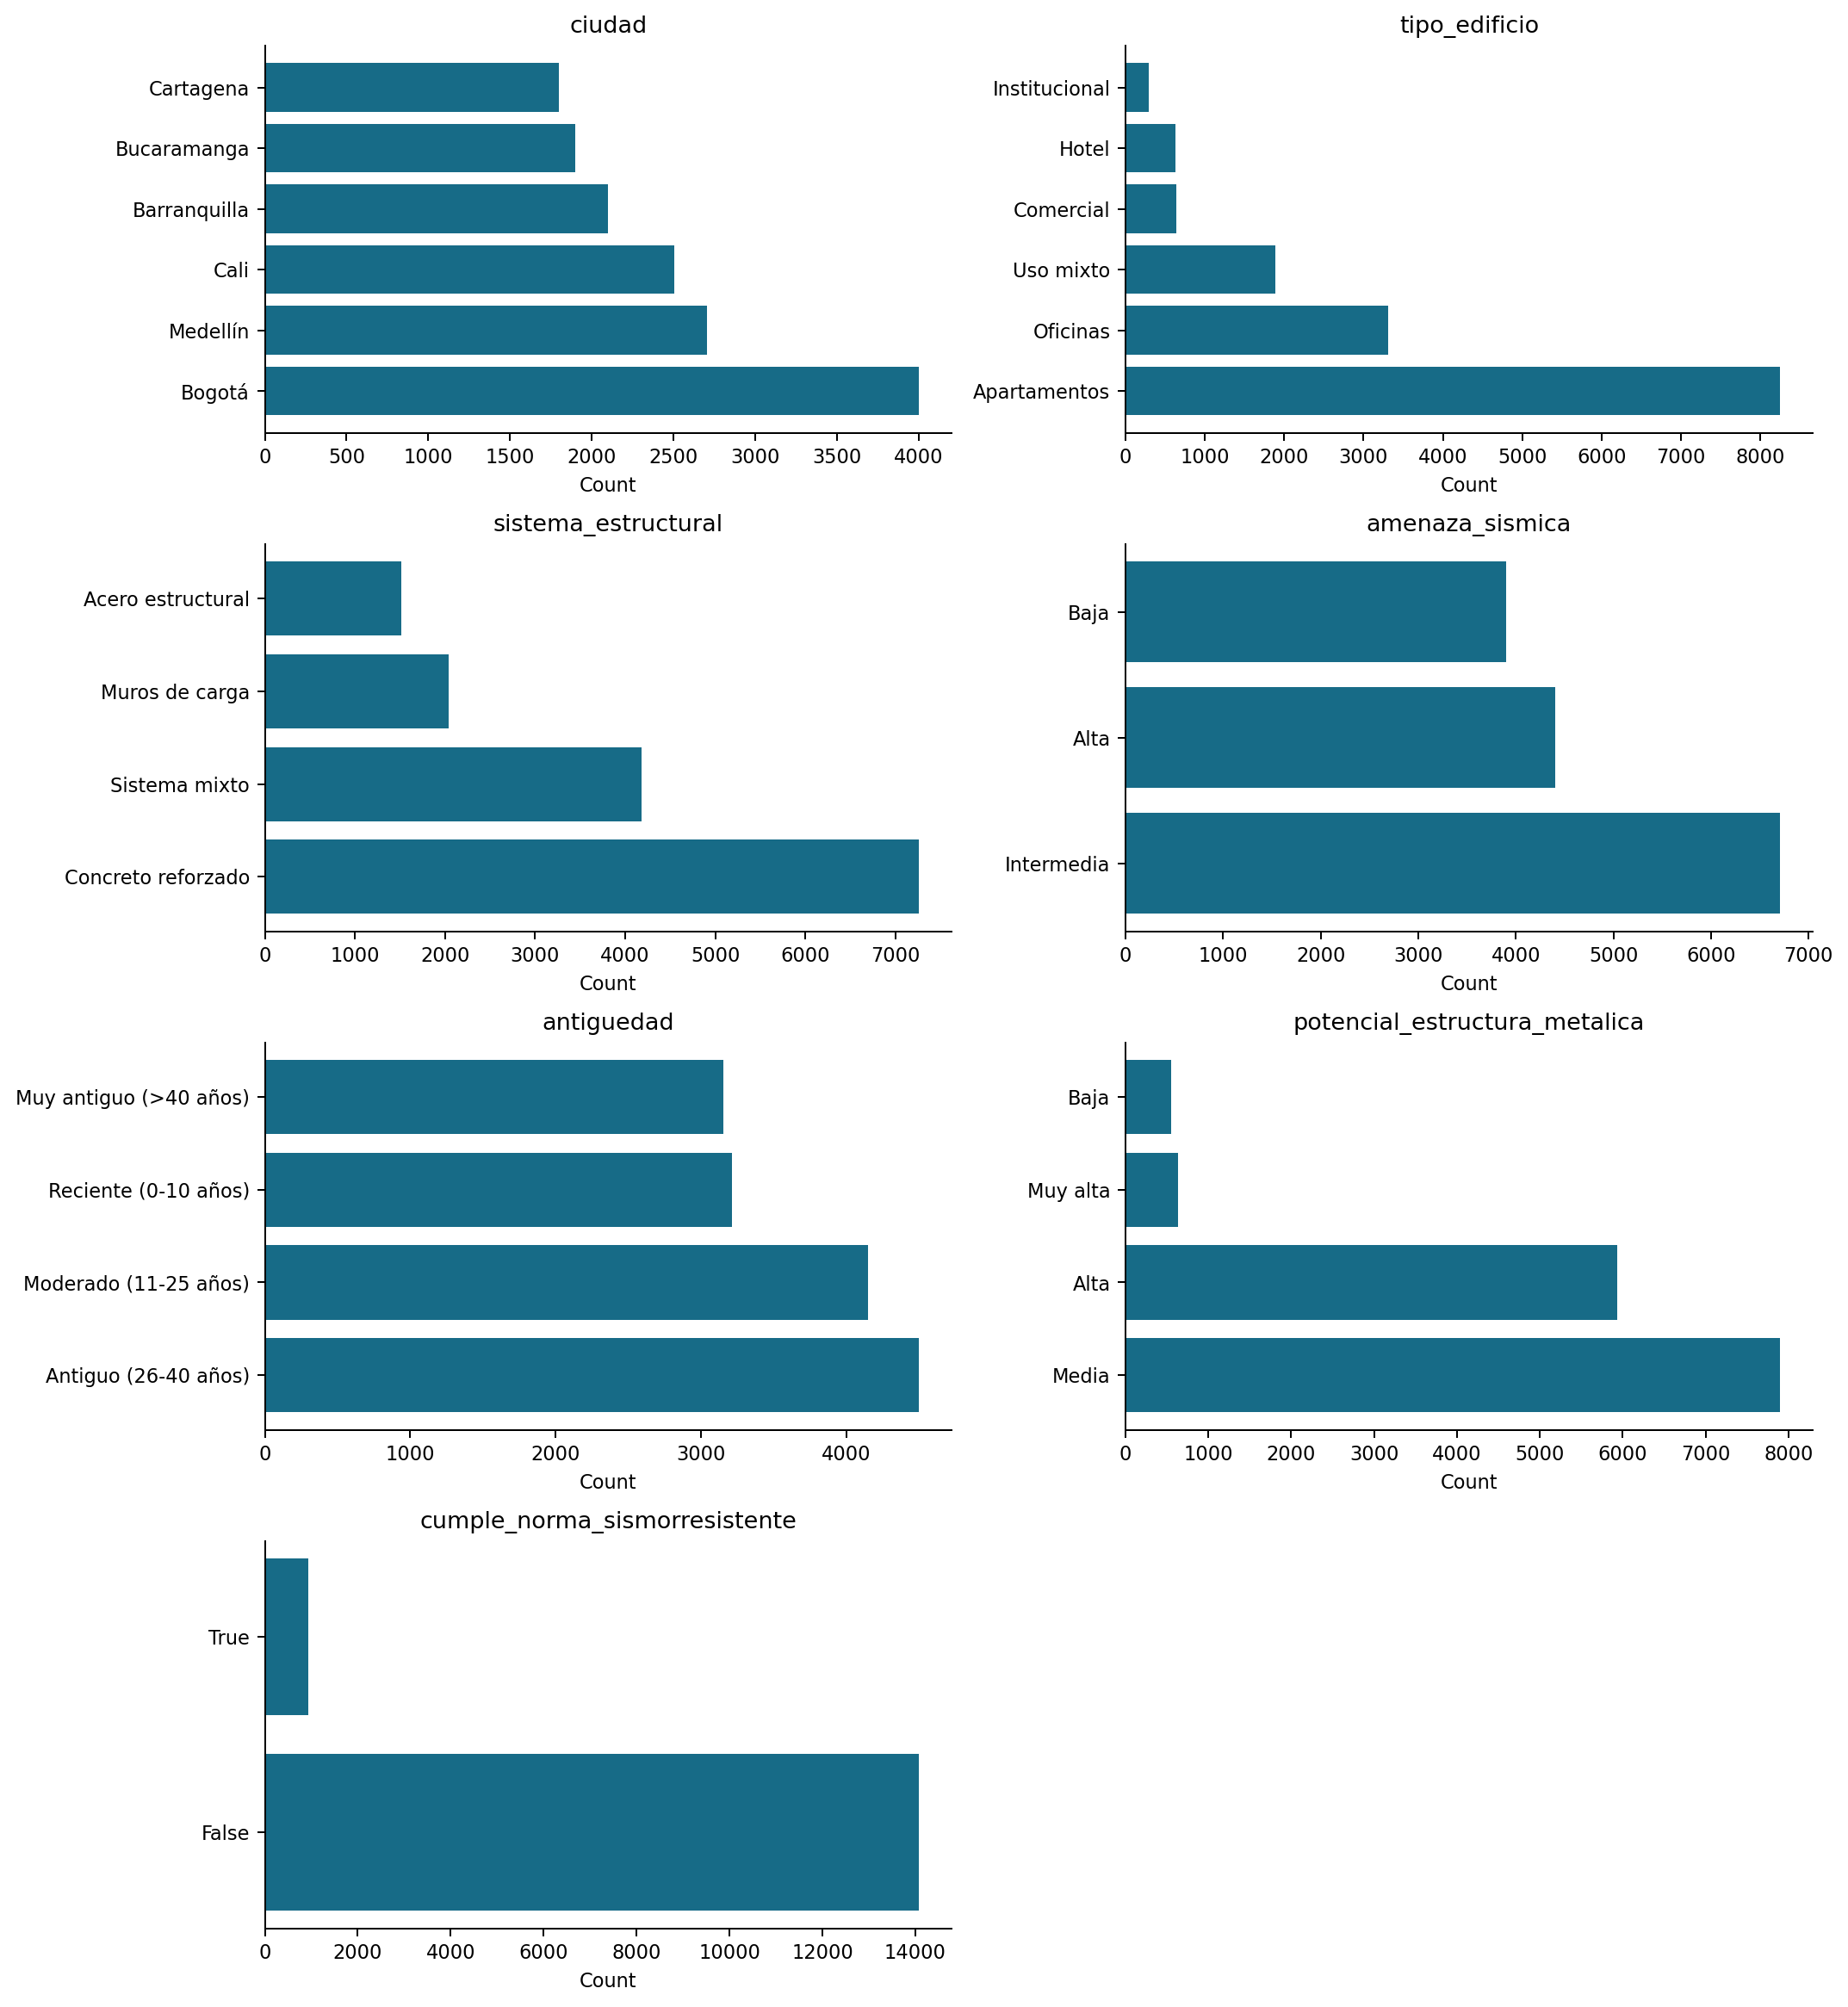 ciudad
Cartagena
Bucaramanga
Barranquilla
Cali
Medellín
Bogotá
0 500 1000 1500 2000 2500 3000 3500 4000
Count
tipo_edificio
Institucional
Hotel
Comercial
Uso mixto
Oficinas
Apartamentos
0 1000 2000 3000 4000 5000 6000 7000 8000
Count
sistema_estructural
Acero estructural
Muros de carga
Sistema mixto
Concreto reforzado
0 1000 2000 3000 4000 5000 6000 7000
Count
amenaza_sismica
Baja
Alta
Intermedia
0 1000 2000 3000 4000 5000 6000 7000
Count
antiguedad
Muy antiguo (>40 años)
Reciente (0-10 años)
Moderado (11-25 años)
Antiguo (26-40 años)
0 1000 2000 3000 4000
Count
potencial_estructura_metalica
Baja
Muy alta
Alta
Media
0 1000 2000 3000 4000 5000 6000 7000 8000
Count
cumple_norma_sismorresistente
True
False
0 2000 4000 6000 8000 10000 12000 14000
Count